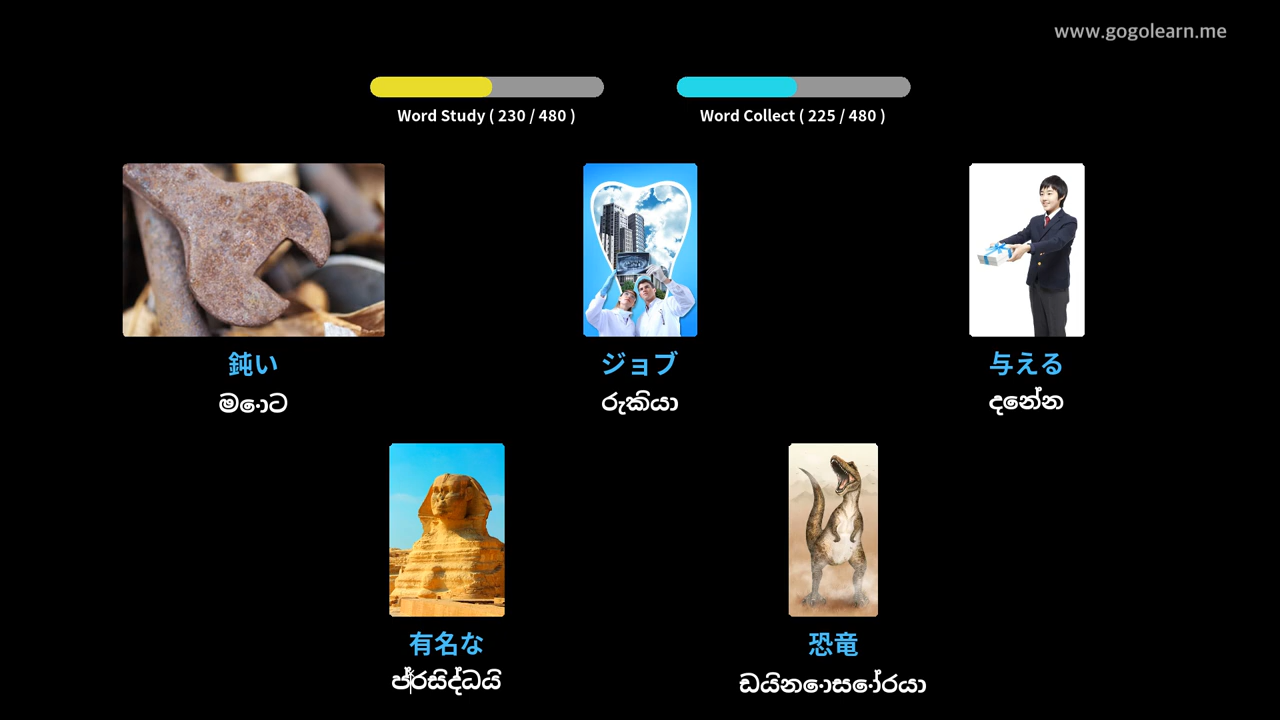 www.gogolearn.me
Word Study ( 230 / 480 )
Word Collect ( 225 / 480 )
鈍い
ジョブ
与える
මොට
රුකියා
දනේන
有名な
恐竜
ප්රසිද්ධයි
ඩයිනොසෝරයා